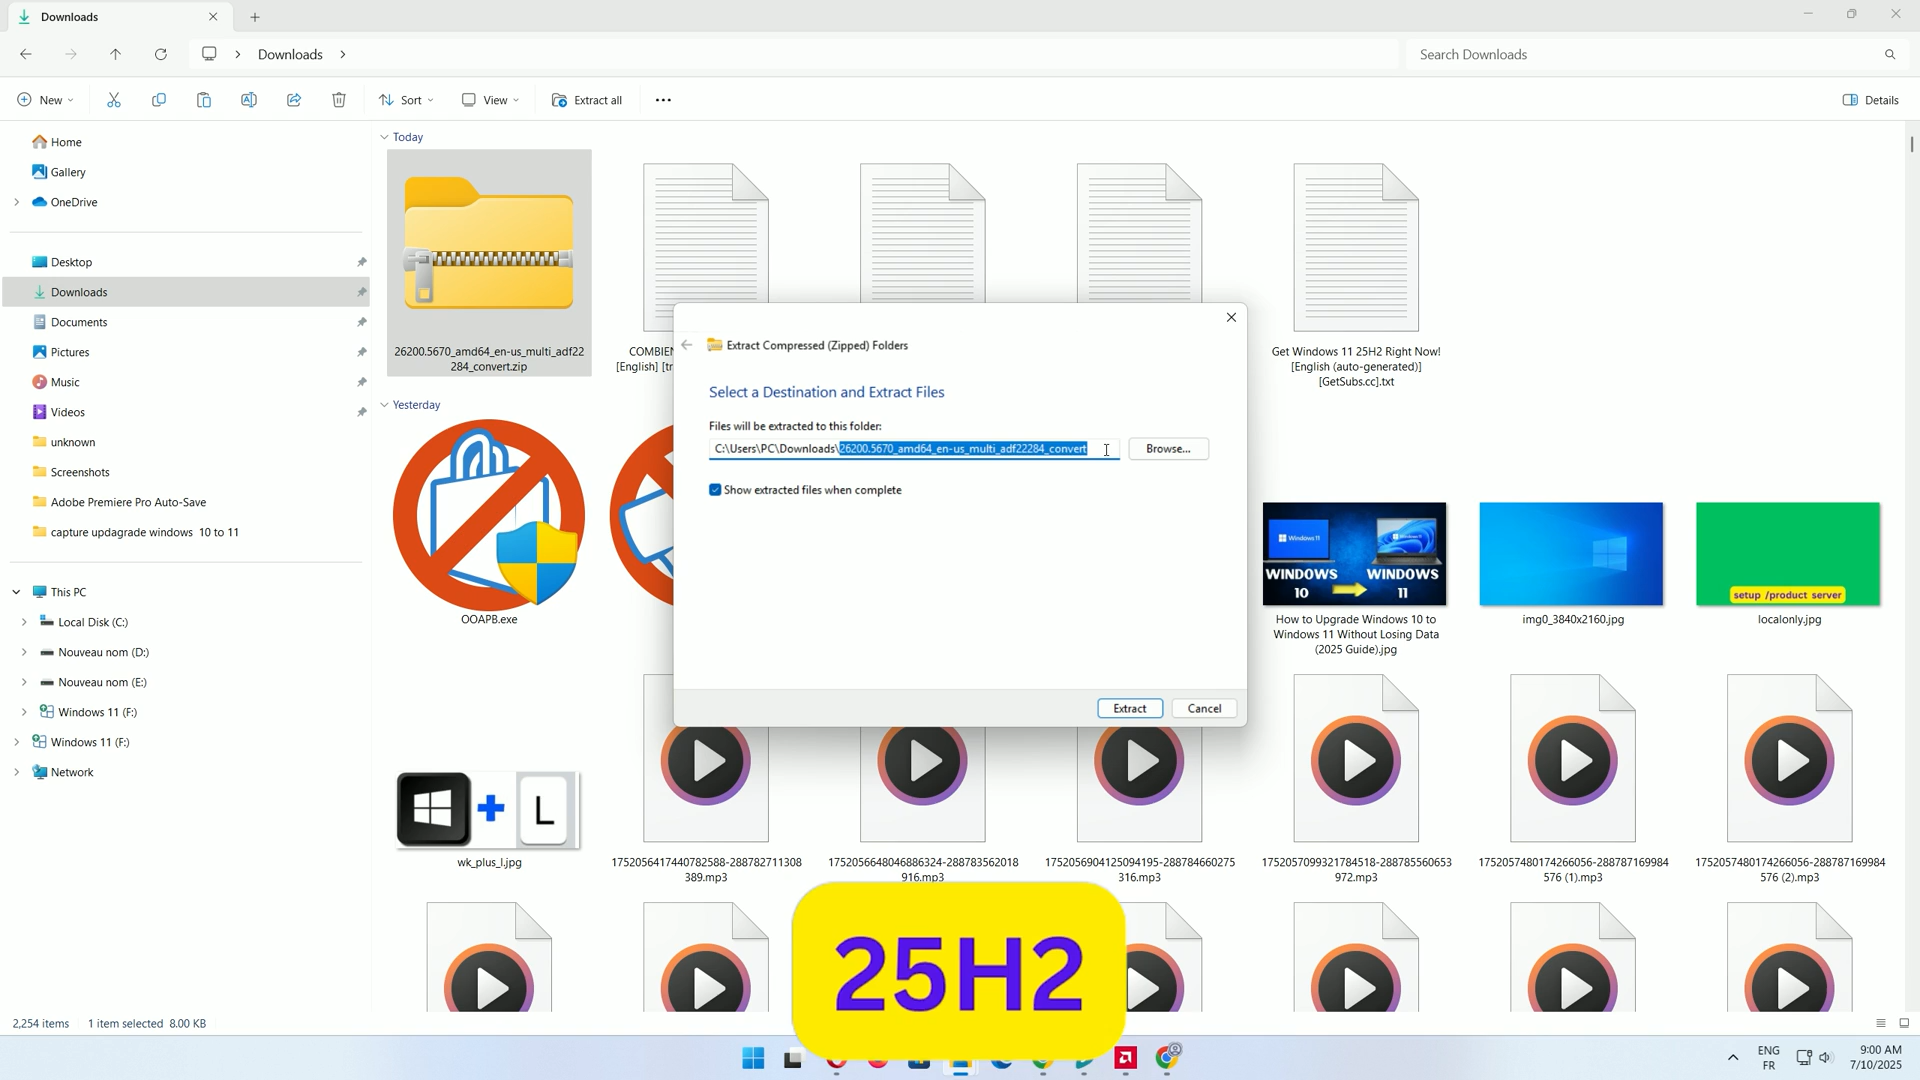 Downloads
Downloads
Search Downloads
New
Sort
View
Extract all
Details
Home
Gallery
OneDrive
Desktop
Downloads
Documents
Pictures
Music
Videos
unknown
Screenshots
Adobe Premiere Pro Auto-Save
capture updagrade windows 10 to 11
This PC
Local Disk (C:)
Nouveau nom (D:)
Nouveau nom (E:)
Windows 11 (F:)
Windows 11 (F:)
Network
Today
26200.5670_amd64_en-us_multi_adf22
284_convert.zip
COMBIEN
[English] [tr
Get Windows 11 25H2 Right Now!
[English (auto-generated)]
[GetSubs.cc].txt
Yesterday
OOAPB.exe
Extract Compressed (Zipped) Folders
Select a Destination and Extract Files
Files will be extracted to this folder:
C:\Users\PC\Downloads\26200.5670_amd64_en-us_multi_adf22284_convert
Browse...
Show extracted files when complete
Extract
Cancel
Windows 11
WINDOWS WINDOWS
10 11
How to Upgrade Windows 10 to
Windows 11 Without Losing Data
(2025 Guide).jpg
img0_3840x2160.jpg
setup /product server
localonly.jpg
L
wk_plus_l.jpg
1752056417440782588-288782711308
389.mp3
1752056648046886324-288783562018
916.mp3
1752056904125094195-288784660275
316.mp3
1752057099321784518-288785560653
972.mp3
1752057480174266056-288787169984
576 (1).mp3
1752057480174266056-288787169984
576 (2).mp3
25H2
2,254 items
1 item selected 8.00 KB
ENG
FR
9:00 AM
7/10/2025